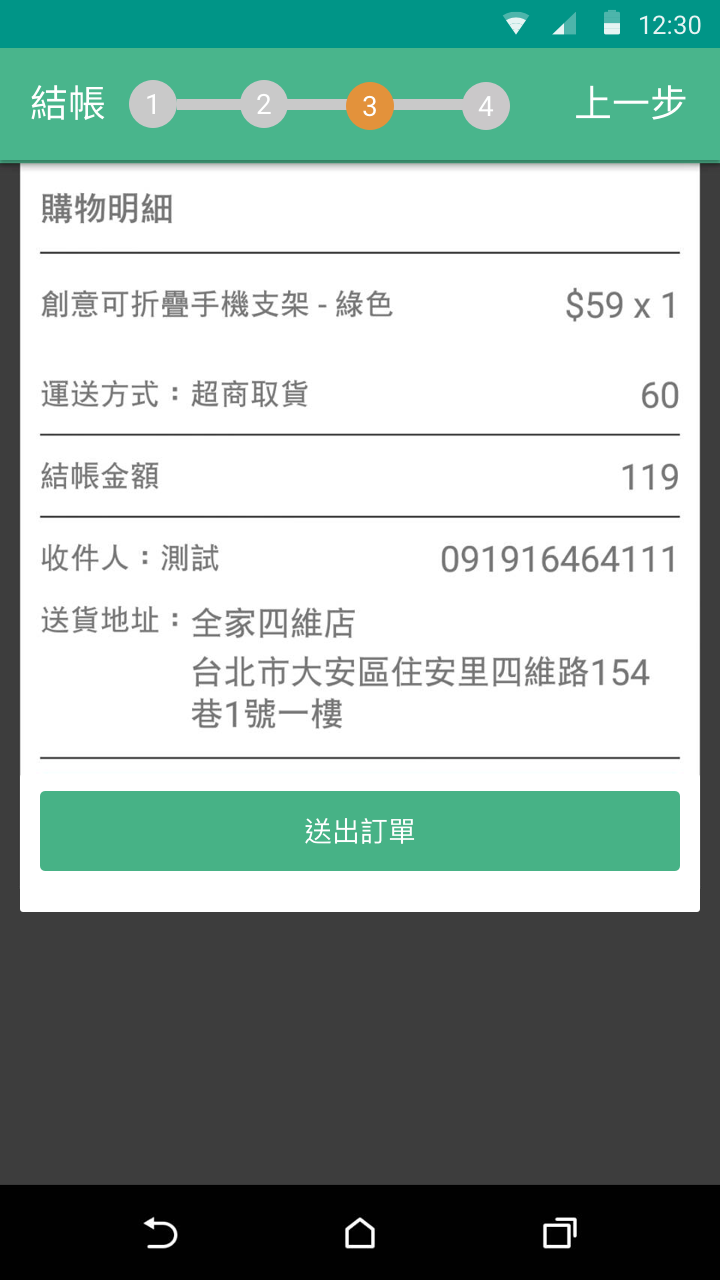 12:30
結帳 1 2 3 4 上一步
購物明細
創意可折疊手機支架 - 綠色 $59 x 1
運送方式：超商取貨 60
結帳金額 119
收件人：測試 091916464111
送貨地址：全家四維店
台北市大安區住安里四維路154
巷1號一樓
送出訂單